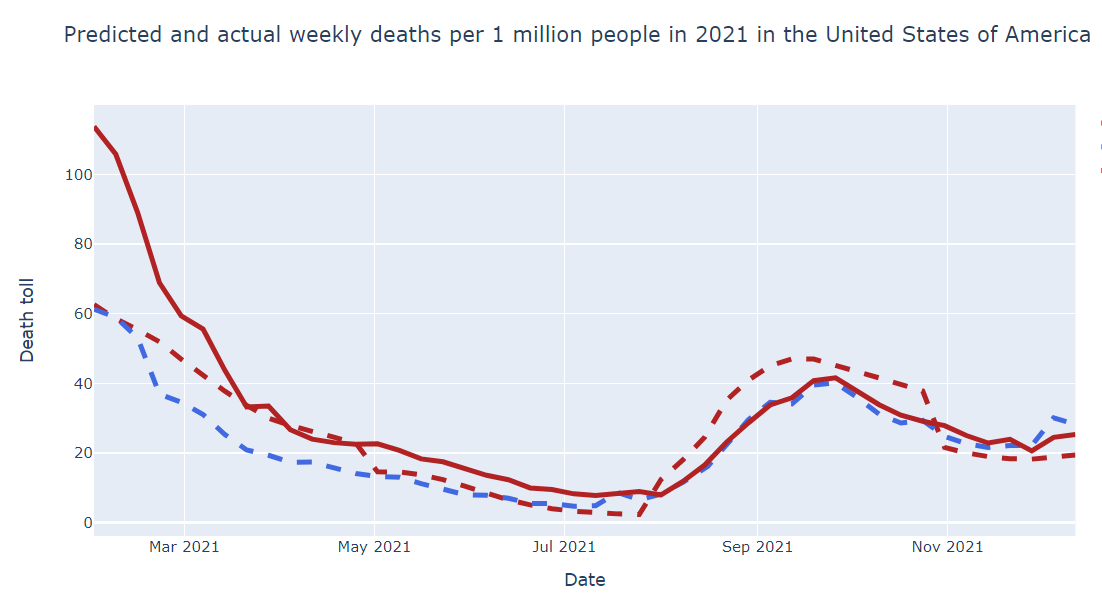 Predicted and actual weekly deaths per 1 million people in 2021 in the United States of America
100
80
60
40
20
0
Death toll
Mar 2021
May 2021
Jul 2021
Sep 2021
Nov 2021
Date